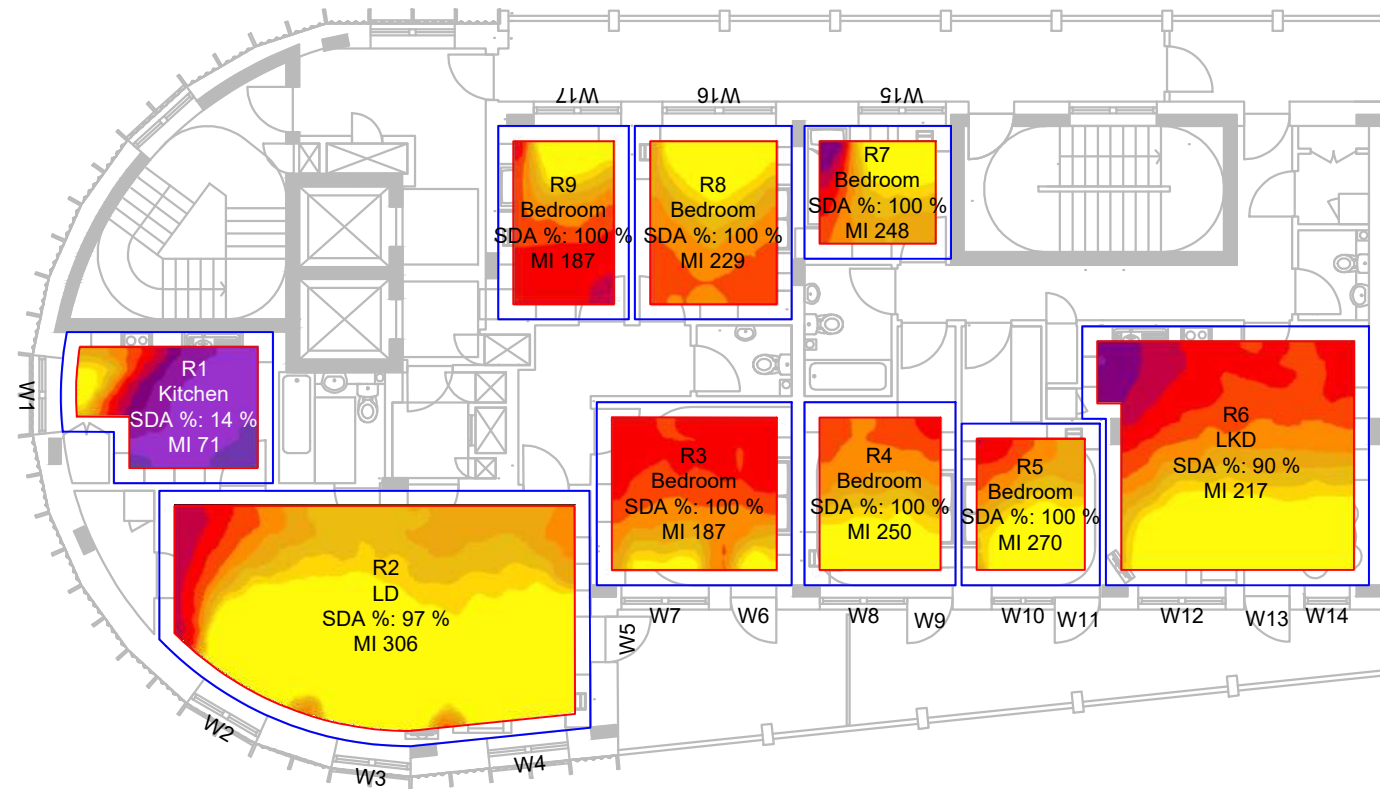 W17
W16
W15
R9
Bedroom
SDA %: 100 %
MI 187
R8
Bedroom
SDA %: 100 %
MI 229
R7
Bedroom
SDA %: 100 %
MI 248
W1
R1
Kitchen
SDA %: 14 %
MI 71
R2
LD
SDA %: 97 %
MI 306
R3
Bedroom
SDA %: 100 %
MI 187
R4
Bedroom
SDA %: 100 %
MI 250
R5
Bedroom
SDA %: 100 %
MI 270
R6
LKD
SDA %: 90 %
MI 217
W5
W7
W6
W8
W9
W10
W11
W12
W13
W14
W2
W3
W4